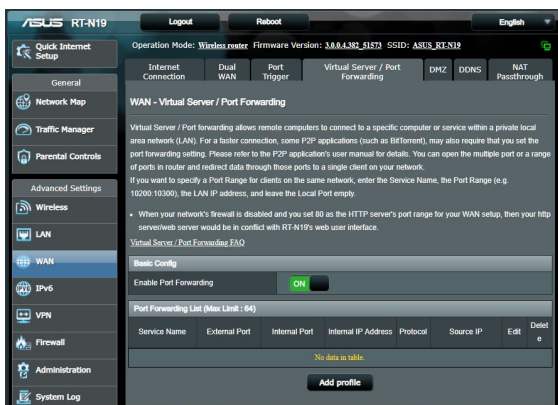 ASUS RT-N19
Logout
Reboot
English
Quick Internet
Setup
General
Network Map
Traffic Manager
Parental Controls
Advanced Settings
Wireless
LAN
WAN
IPv6
VPN
Firewall
Administration
System Log
Operation Mode: Wireless router Firmware Version: 3.0.0.4.382_51573 SSID: ASUS_RT-N19
Internet
Connection
Dual
WAN
Port
Trigger
Virtual Server / Port
Forwarding
DMZ
DDNS
NAT
Passthrough
WAN - Virtual Server / Port Forwarding
Virtual Server / Port forwarding allows remote computers to connect to a specific computer or service within a private local
area network (LAN). For a faster connection, some P2P applications (such as BitTorrent), may also require that you set the
port forwarding setting. Please refer to the P2P application's user manual for details. You can open the multiple port or a range
of ports in router and redirect data through those ports to a single client on your network.
If you want to specify a Port Range for clients on the same network, enter the Service Name, the Port Range (e.g.
10200:10300), the LAN IP address, and leave the Local Port empty.
• When your network's firewall is disabled and you set 80 as the HTTP server's port range for your WAN setup, then your http
server/web server would be in conflict with RT-N19's web user interface.
Virtual Server / Port Forwarding FAQ
Basic Config
Enable Port Forwarding
ON
Port Forwarding List (Max Limit : 64)
Service Name
External Port
Internal Port
Internal IP Address
Protocol
Source IP
Edit
Delet
e
No data in table.
Add profile